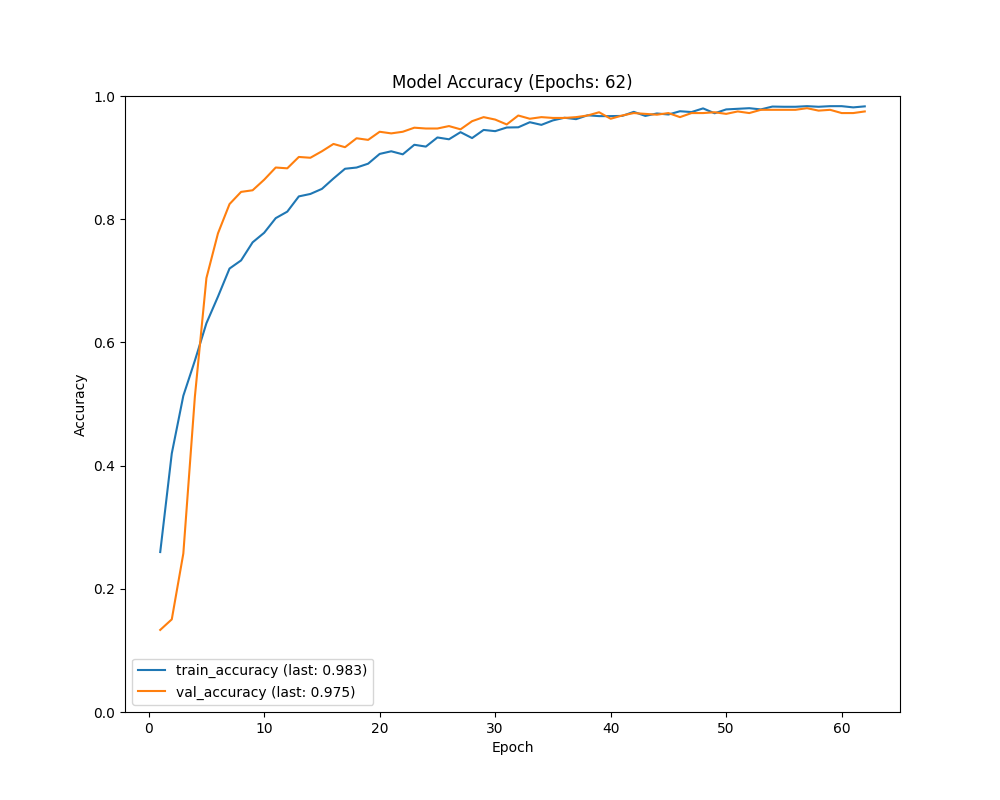 Model Accuracy (Epochs: 62)
1.0
0.8
0.6
0.4
0.2
0.0
Accuracy
train_accuracy (last: 0.983)
val_accuracy (last: 0.975)
0 10 20 30 40 50 60
Epoch